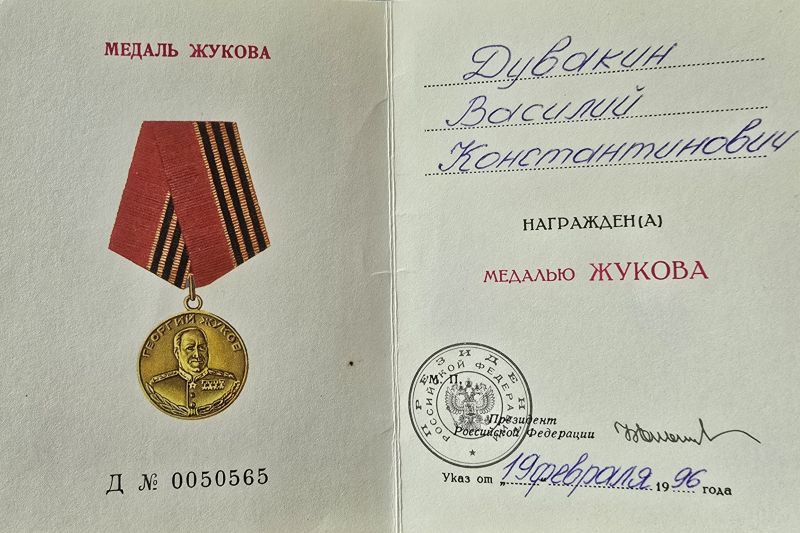 МЕДАЛЬ ЖУКОВА
ГЕОРГИЙ ЖУКОВ
Д № 0050565
Дувакин
Василий
Константинович
НАГРАЖДЕН(А)
МЕДАЛЬЮ ЖУКОВА
ПРЕЗИДЕНТ
РОССИЙСКОЙ ФЕДЕРАЦИИ
М. П.
Президент
Российской Федерации
Указ от „19" февраля 1996 года